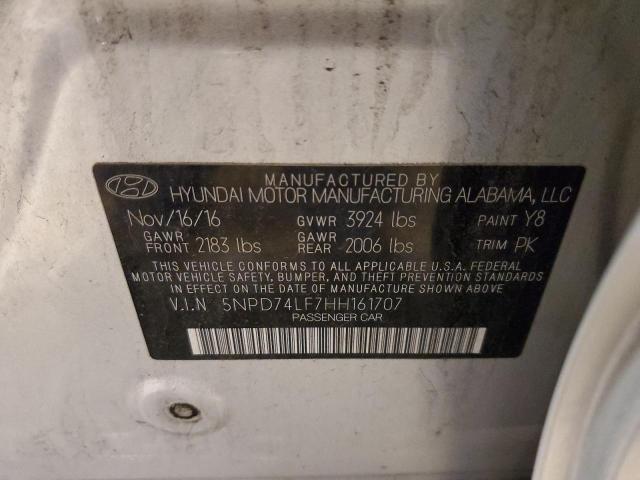 MANUFACTURED BY
HYUNDAI MOTOR MANUFACTURING ALABAMA, LLC
Nov/16/16 GVWR 3924 lbs PAINT Y8
GAWR FRONT 2183 lbs GAWR REAR 2006 lbs TRIM PK
THIS VEHICLE CONFORMS TO ALL APPLICABLE U.S.A. FEDERAL
MOTOR VEHICLE SAFETY, BUMPER, AND THEFT PREVENTION STANDARDS
IN EFFECT ON THE DATE OF MANUFACTURE SHOWN ABOVE.
V.I.N 5NPD74LF7HH161707
PASSENGER CAR